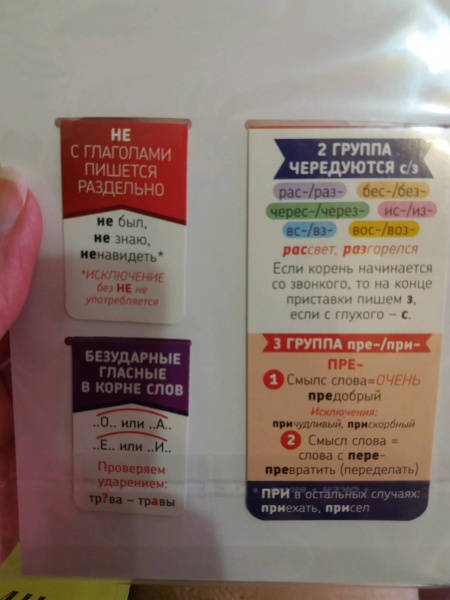 НЕ
С ГЛАГОЛАМИ
ПИШЕТСЯ
РАЗДЕЛЬНО
не был,
не знаю,
ненавидеть*
*ИСКЛЮЧЕНИЕ
без НЕ не
употребляется
БЕЗУДАРНЫЕ
ГЛАСНЫЕ
В КОРНЕ СЛОВ
..О.. или ..А..
..Е.. или ..И..
Проверяем
ударением:
тр?ва – травы
2 ГРУППА
ЧЕРЕДУЮТСЯ с/з
рас-/раз- бес-/без-
черес-/через- ис-/из-
вс-/вз- вос-/воз-
рассвет, разгорелся
Если корень начинается
со звонкого, то на конце
приставки пишем з,
если с глухого – с.
3 ГРУППА пре-/при-
ПРЕ-
1 Смысл слова=ОЧЕНЬ
предобрый
Исключения:
причудливый, прискорбный
2 Смысл слова =
слова с пере-
превратить (переделать)
ПРИ в остальных случаях:
приехать, присел